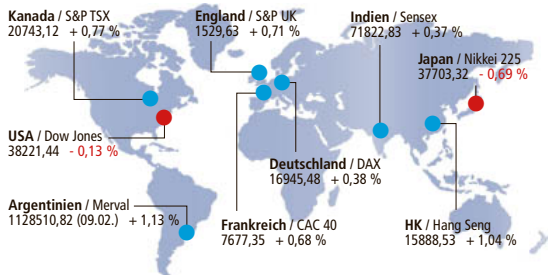 Kanada / S&P TSX
20743,12 + 0,77 %
England / S&P UK
1529,63 + 0,71 %
Indien / Sensex
71822,83 + 0,37 %
Japan / Nikkei 225
37703,32 - 0,69 %
USA / Dow Jones
38221,44 - 0,13 %
Deutschland / DAX
16945,48 + 0,38 %
Argentinien / Merval
1128510,82 (09.02.) + 1,13 %
Frankreich / CAC 40
7677,35 + 0,68 %
HK / Hang Seng
15888,53 + 1,04 %